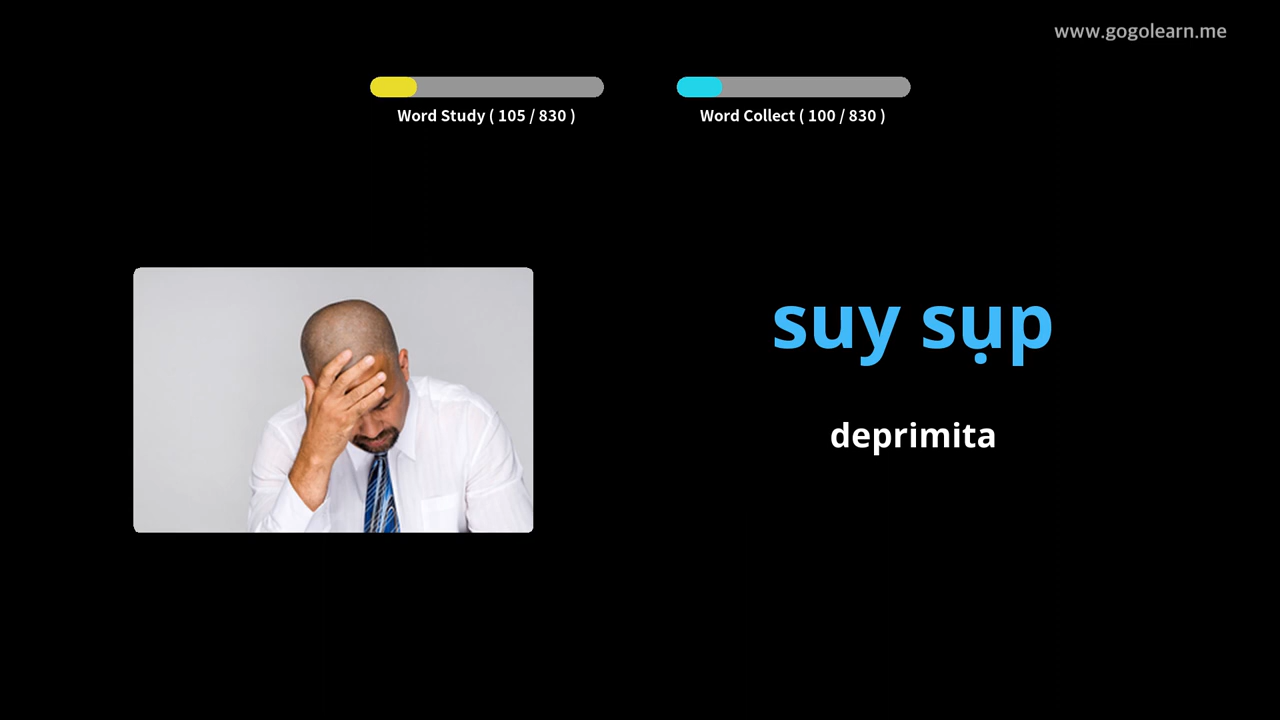 www.gogolearn.me
Word Study ( 105 / 830 )
Word Collect ( 100 / 830 )
suy sụp
deprimita